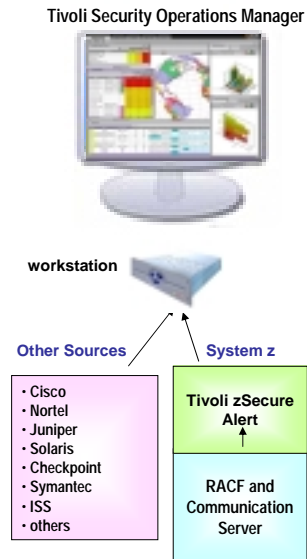 Tivoli Security Operations Manager
workstation
Other Sources
System z
• Cisco
• Nortel
• Juniper
• Solaris
• Checkpoint
• Symantec
• ISS
• others
Tivoli zSecure
Alert
RACF and
Communication
Server